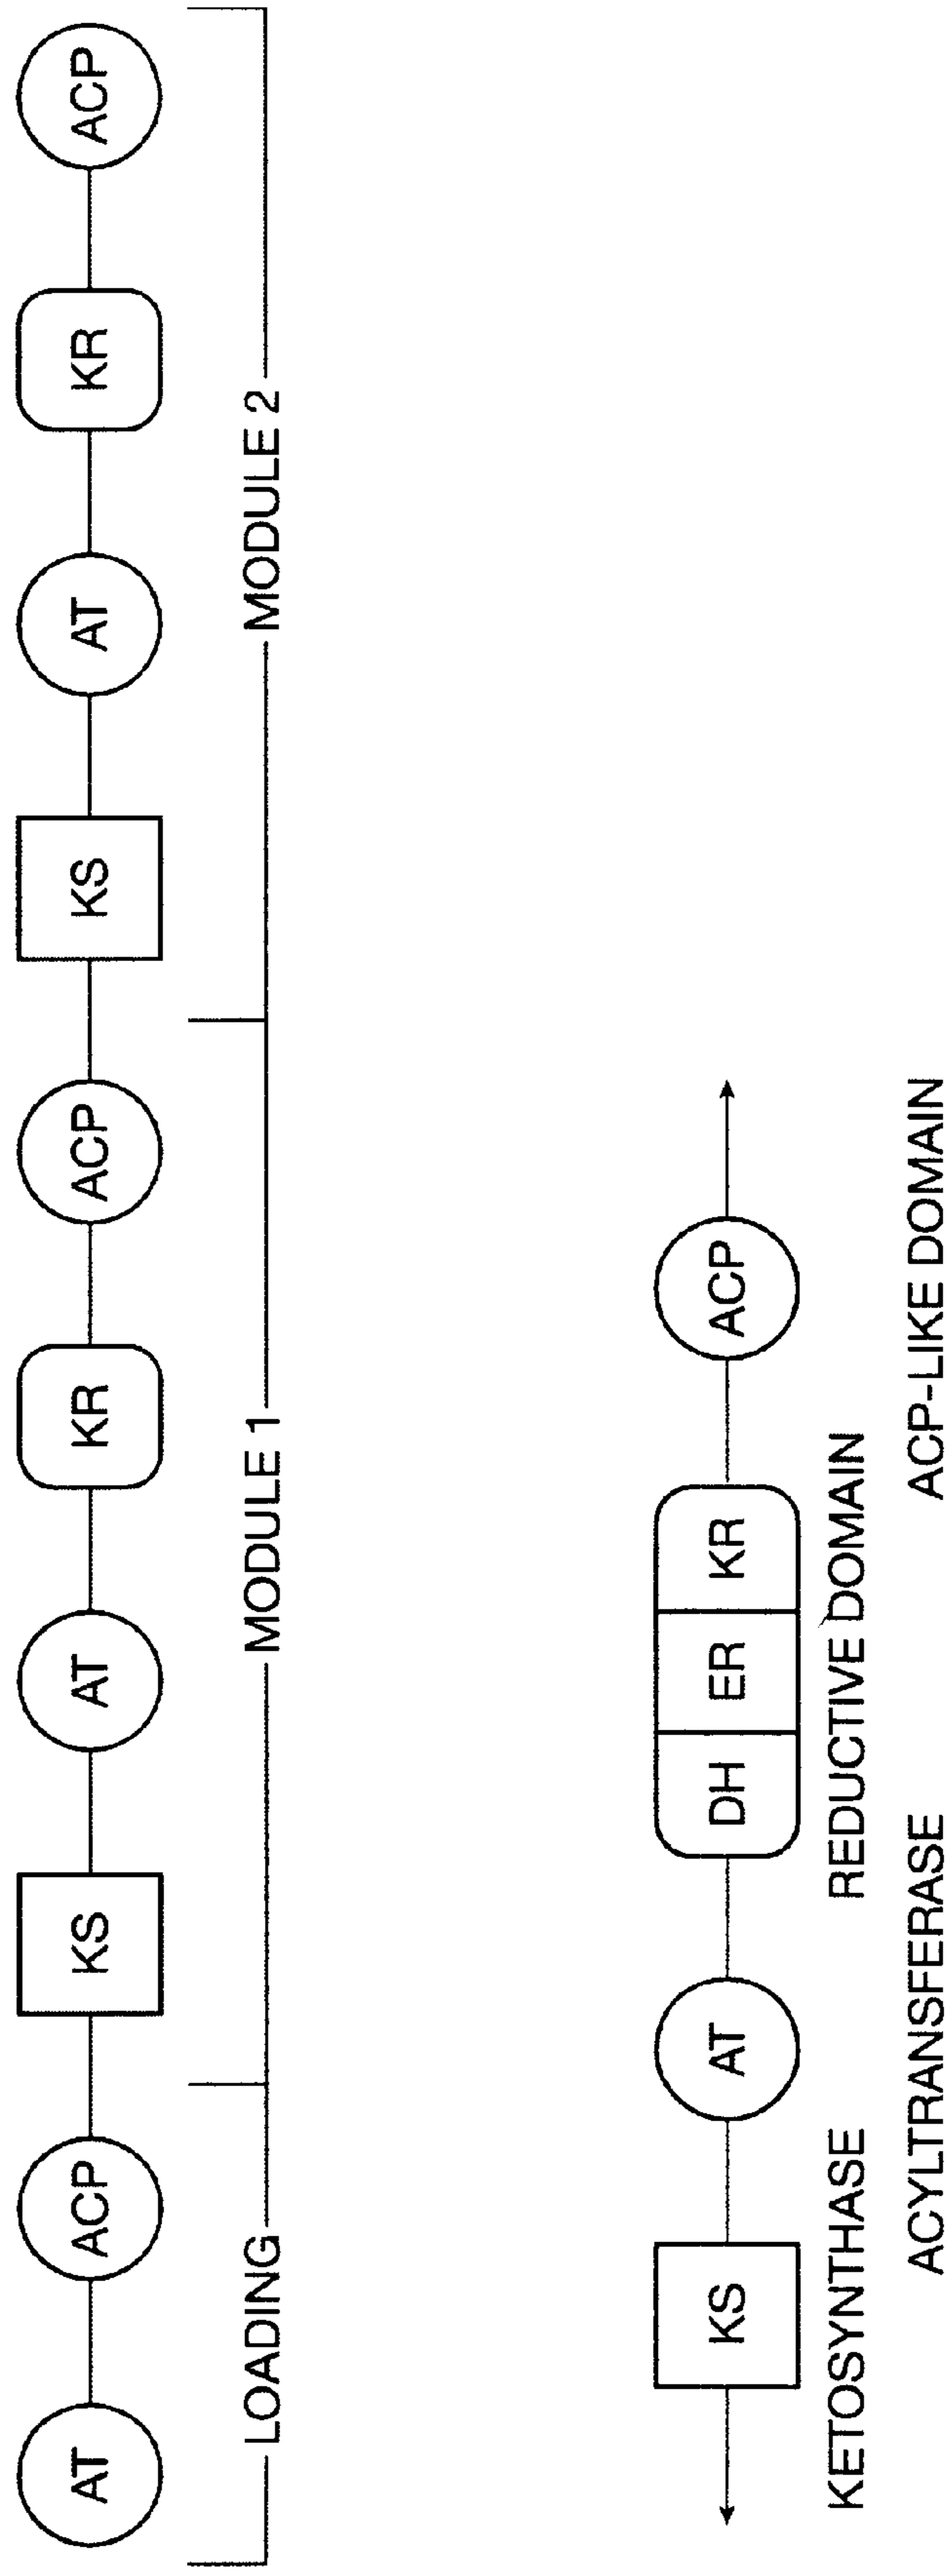 AT ACP KS AT KR ACP KS AT KR ACP
LOADING MODULE 1 MODULE 2
KS AT DH ER KR ACP
KETOSYNTHASE REDUCTIVE DOMAIN
ACYLTRANSFERASE ACP-LIKE DOMAIN